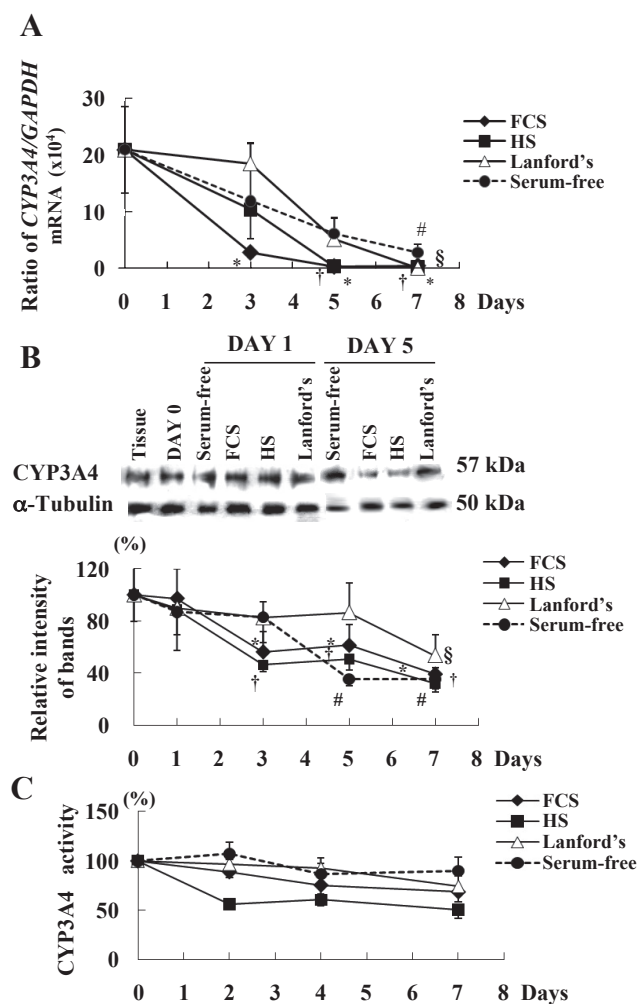 A
Ratio of CYP3A4/GAPDH
mRNA (x10⁴)
30
20
10
0
FCS
HS
Lanford's
Serum-free
*
†
*
#
§
†
*
0 1 2 3 4 5 6 7 8 Days
B
DAY 1
DAY 5
Tissue
DAY 0
Serum-free
FCS
HS
Lanford's
Serum-free
FCS
HS
Lanford's
CYP3A4
57 kDa
α-Tubulin
50 kDa
(%)
Relative intensity
of bands
120
80
40
0
FCS
HS
Lanford's
Serum-free
*
†
*
†
#
*
§
†
#
0 1 2 3 4 5 6 7 8 Days
C
(%)
CYP3A4 activity
150
100
50
0
FCS
HS
Lanford's
Serum-free
0 1 2 3 4 5 6 7 8 Days